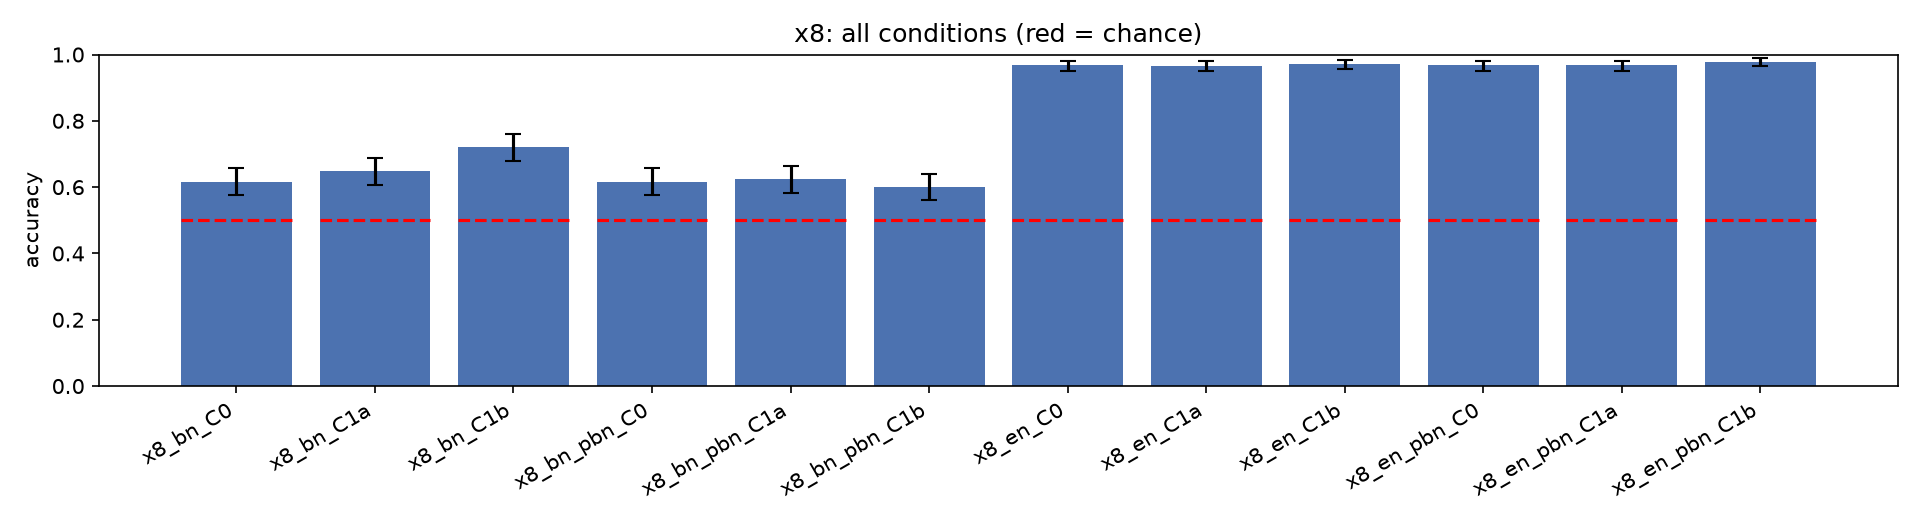 x8: all conditions (red = chance)
1.0
0.8
0.6
0.4
0.2
0.0
accuracy
x8_bn_C0
x8_bn_C1a
x8_bn_C1b
x8_bn_pbn_C0
x8_bn_pbn_C1a
x8_bn_pbn_C1b
x8_en_C0
x8_en_C1a
x8_en_C1b
x8_en_pbn_C0
x8_en_pbn_C1a
x8_en_pbn_C1b